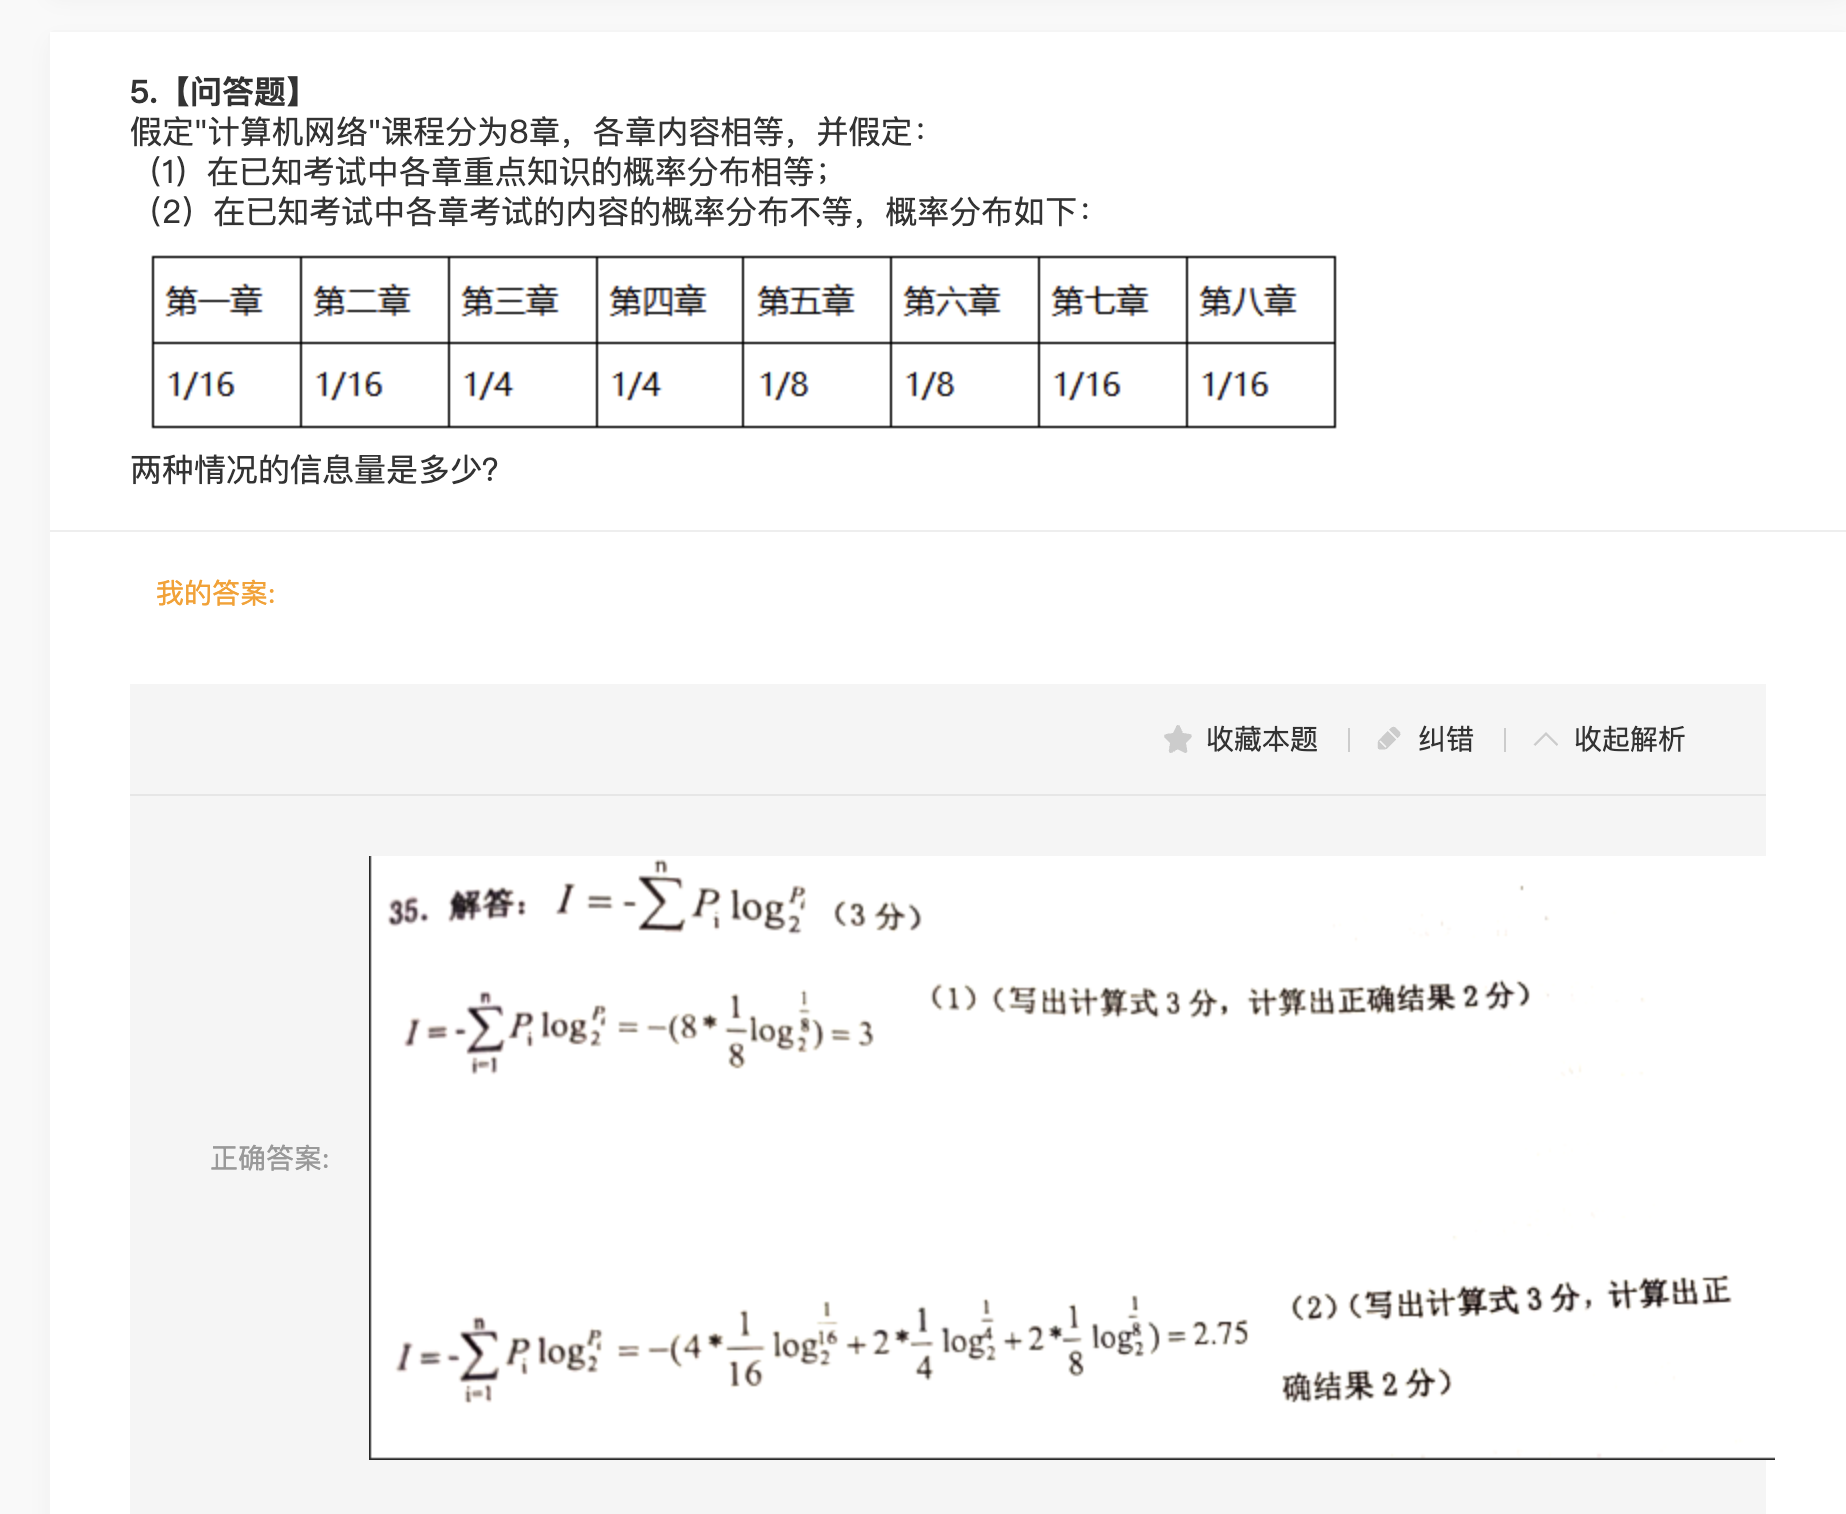 5.【问答题】
假定"计算机网络"课程分为8章，各章内容相等，并假定：
（1）在已知考试中各章重点知识的概率分布相等；
（2）在已知考试中各章考试的内容的概率分布不等，概率分布如下：
第一章 第二章 第三章 第四章 第五章 第六章 第七章 第八章
1/16 1/16 1/4 1/4 1/8 1/8 1/16 1/16
两种情况的信息量是多少?
我的答案:
收藏本题 纠错 收起解析
正确答案:
35. 解答： I = -∑ⁿ P_i log_2^{P_i} （3 分）
I = -∑_{i=1}^{n} P_i log_2^{P_i} = -(8 * 1/8 log_2^{1/8}) = 3 （1）（写出计算式 3 分，计算出正确结果 2 分）
I = -∑_{i=1}^{n} P_i log_2^{P_i} = -(4 * 1/16 log_2^{1/16} + 2 * 1/4 log_2^{1/4} + 2 * 1/8 log_2^{1/8}) = 2.75 （2）（写出计算式 3 分，计算出正
确结果 2 分）